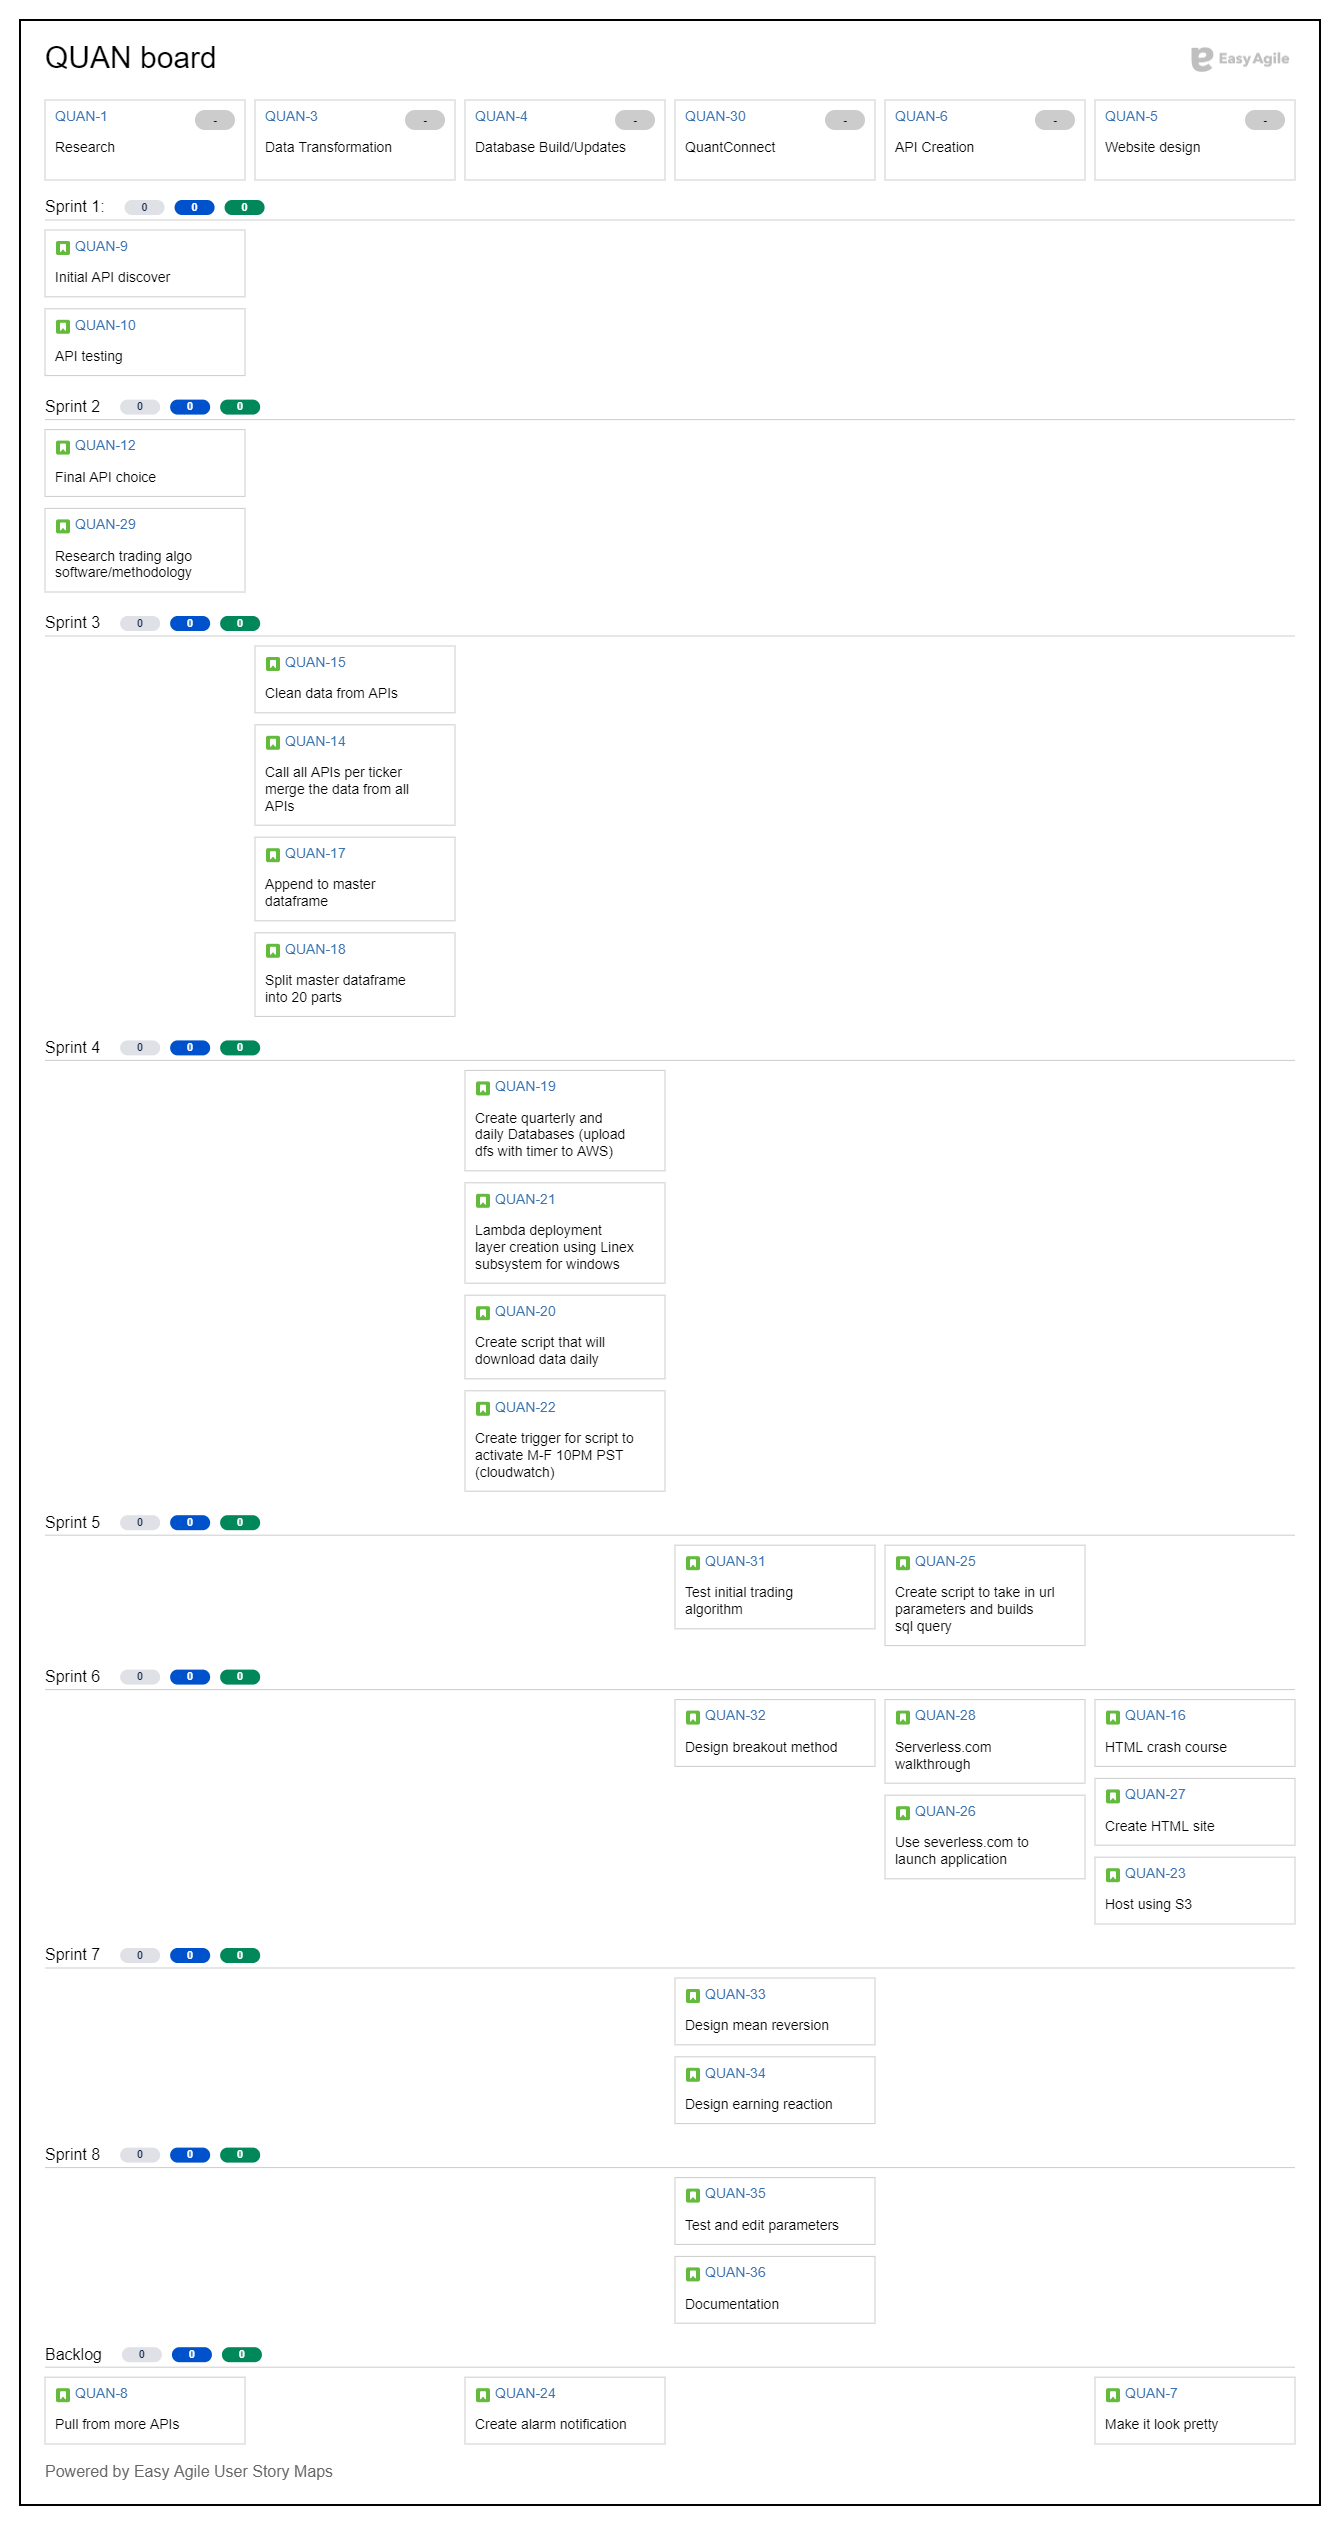 QUAN board
Easy Agile
QUAN-1 -
Research
QUAN-3 -
Data Transformation
QUAN-4 -
Database Build/Updates
QUAN-30 -
QuantConnect
QUAN-6 -
API Creation
QUAN-5 -
Website design
Sprint 1: 0 0 0
QUAN-9
Initial API discover
QUAN-10
API testing
Sprint 2 0 0 0
QUAN-12
Final API choice
QUAN-29
Research trading algo
software/methodology
Sprint 3 0 0 0
QUAN-15
Clean data from APIs
QUAN-14
Call all APIs per ticker
merge the data from all
APIs
QUAN-17
Append to master
dataframe
QUAN-18
Split master dataframe
into 20 parts
Sprint 4 0 0 0
QUAN-19
Create quarterly and
daily Databases (upload
dfs with timer to AWS)
QUAN-21
Lambda deployment
layer creation using Linex
subsystem for windows
QUAN-20
Create script that will
download data daily
QUAN-22
Create trigger for script to
activate M-F 10PM PST
(cloudwatch)
Sprint 5 0 0 0
QUAN-31
Test initial trading
algorithm
QUAN-25
Create script to take in url
parameters and builds
sql query
Sprint 6 0 0 0
QUAN-32
Design breakout method
QUAN-28
Serverless.com
walkthrough
QUAN-26
Use severless.com to
launch application
QUAN-16
HTML crash course
QUAN-27
Create HTML site
QUAN-23
Host using S3
Sprint 7 0 0 0
QUAN-33
Design mean reversion
QUAN-34
Design earning reaction
Sprint 8 0 0 0
QUAN-35
Test and edit parameters
QUAN-36
Documentation
Backlog 0 0 0
QUAN-8
Pull from more APIs
QUAN-24
Create alarm notification
QUAN-7
Make it look pretty
Powered by Easy Agile User Story Maps